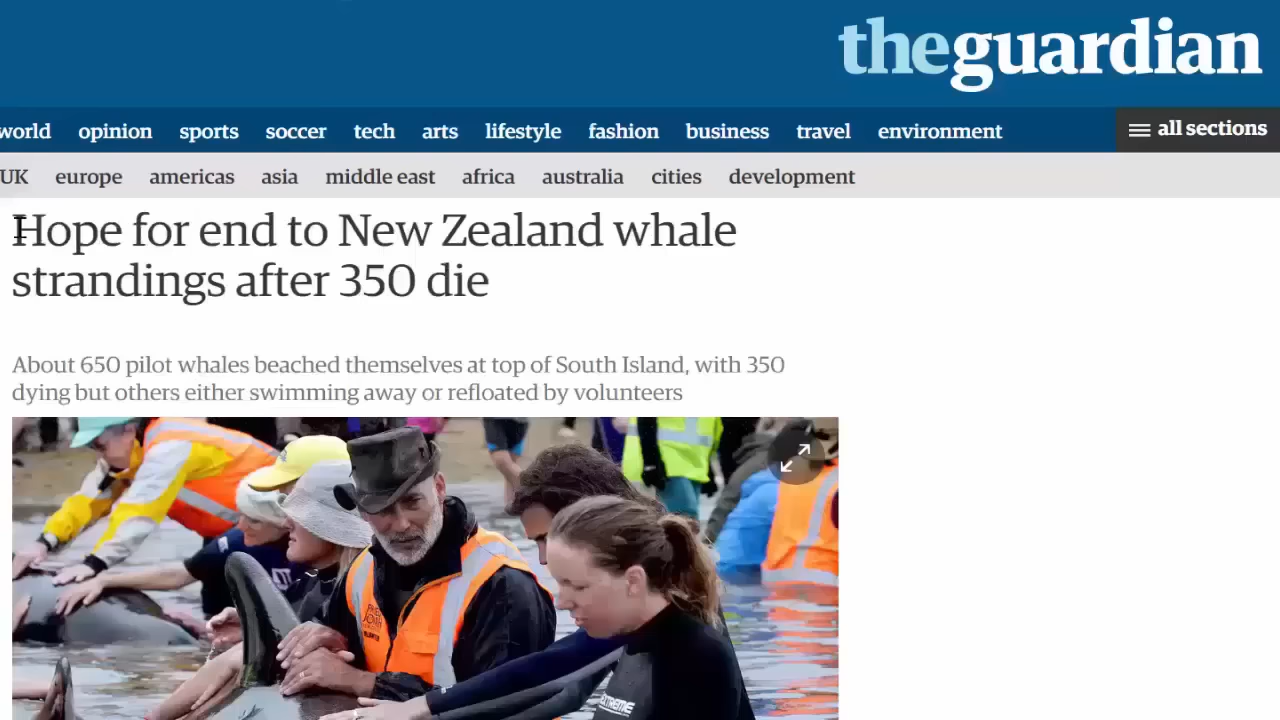 theguardian
world opinion sports soccer tech arts lifestyle fashion business travel environment all sections
UK europe americas asia middle east africa australia cities development
Hope for end to New Zealand whale
strandings after 350 die
About 650 pilot whales beached themselves at top of South Island, with 350
dying but others either swimming away or refloated by volunteers
EXTREME